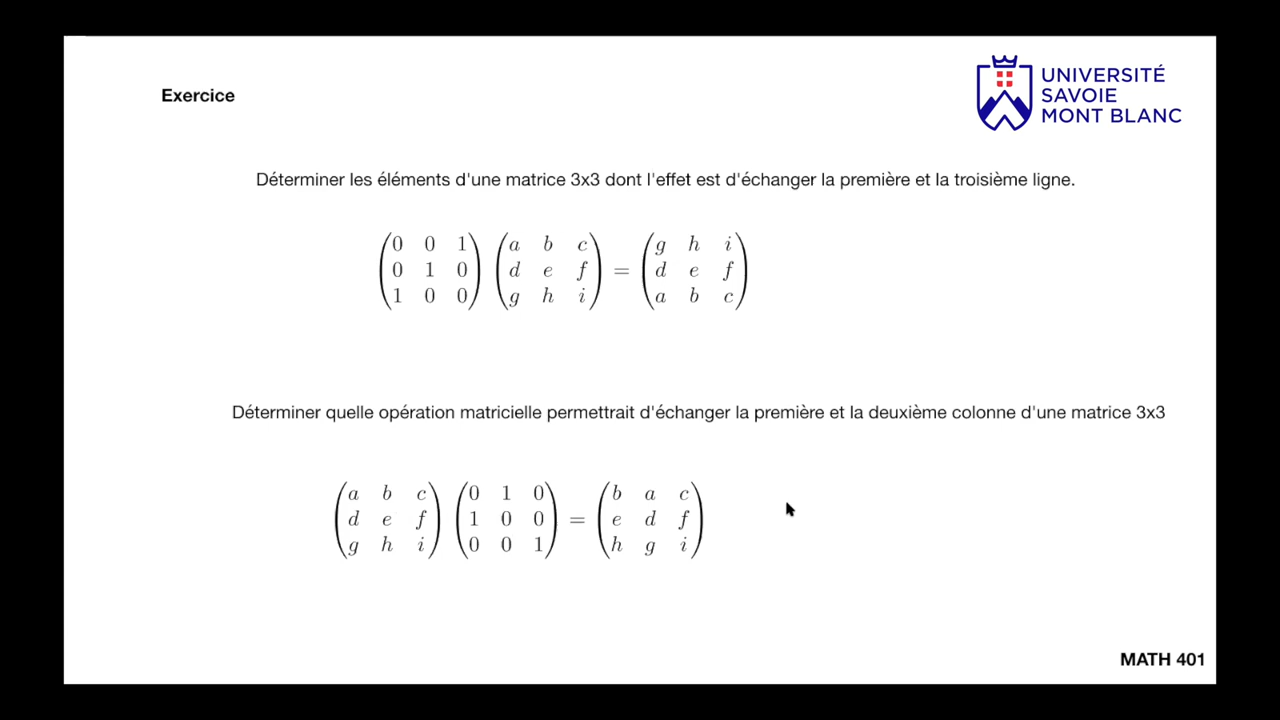 Exercice
UNIVERSITÉ
SAVOIE
MONT BLANC
Déterminer les éléments d'une matrice 3x3 dont l'effet est d'échanger la première et la troisième ligne.
0 0 1 a b c g h i
0 1 0 d e f = d e f
1 0 0 g h i a b c
Déterminer quelle opération matricielle permettrait d'échanger la première et la deuxième colonne d'une matrice 3x3
a b c 0 1 0 b a c
d e f 1 0 0 = e d f
g h i 0 0 1 h g i
MATH 401